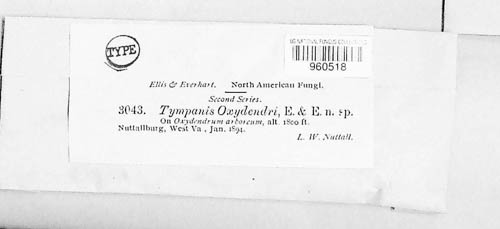 TYPE
US NATIONAL FUNGUS COLLECTIONS
960518
Ellis & Everhart. North American Fungi.
Second Series.
3043. Tympanis Oxydendri, E. & E. n. sp.
On Oxydendrum arboreum, alt. 1800 ft.
Nuttallburg, West Va., Jan. 1894.
L. W. Nuttall.